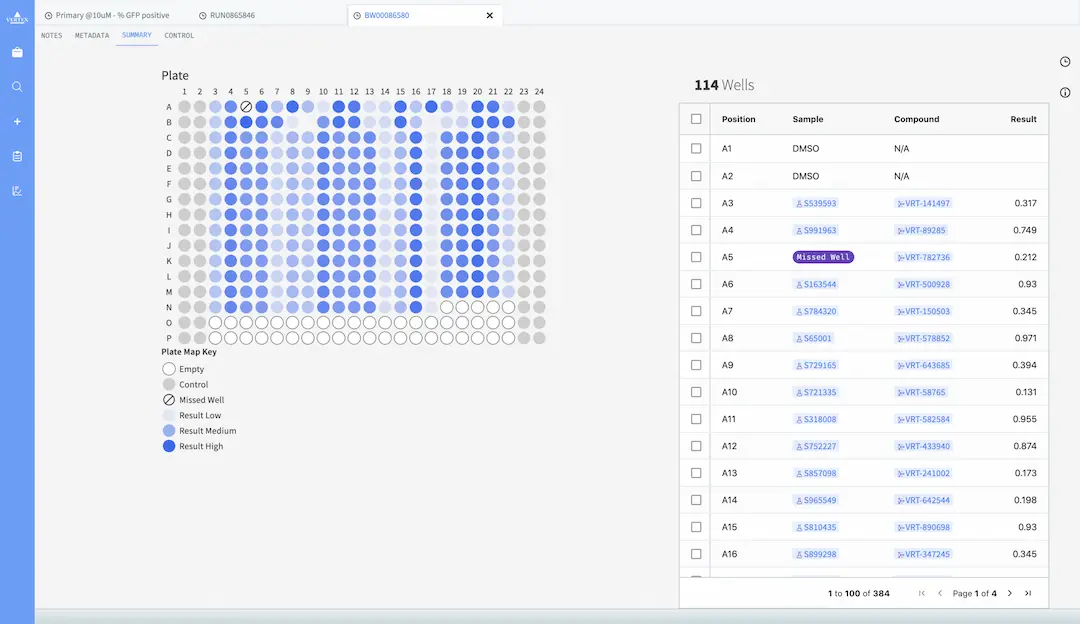 VERTEX
Primary @10uM - % GFP positive
RUN0865846
BW00086580
NOTES METADATA SUMMARY CONTROL
Plate
1 2 3 4 5 6 7 8 9 10 11 12 13 14 15 16 17 18 19 20 21 22 23 24
A
B
C
D
E
F
G
H
I
J
K
L
M
N
O
P
Plate Map Key
Empty
Control
Missed Well
Result Low
Result Medium
Result High
114 Wells
Position Sample Compound Result
A1 DMSO N/A
A2 DMSO N/A
A3 S539593 VRT-141497 0.317
A4 S991963 VRT-89285 0.749
A5 Missed Well VRT-782736 0.212
A6 S163544 VRT-500928 0.93
A7 S784320 VRT-150503 0.345
A8 S65001 VRT-578852 0.971
A9 S729165 VRT-643685 0.394
A10 S721335 VRT-58765 0.131
A11 S318008 VRT-582584 0.955
A12 S752227 VRT-433940 0.874
A13 S857098 VRT-241002 0.173
A14 S965549 VRT-642544 0.198
A15 S810435 VRT-890698 0.93
A16 S899298 VRT-347245 0.345
1 to 100 of 384 Page 1 of 4